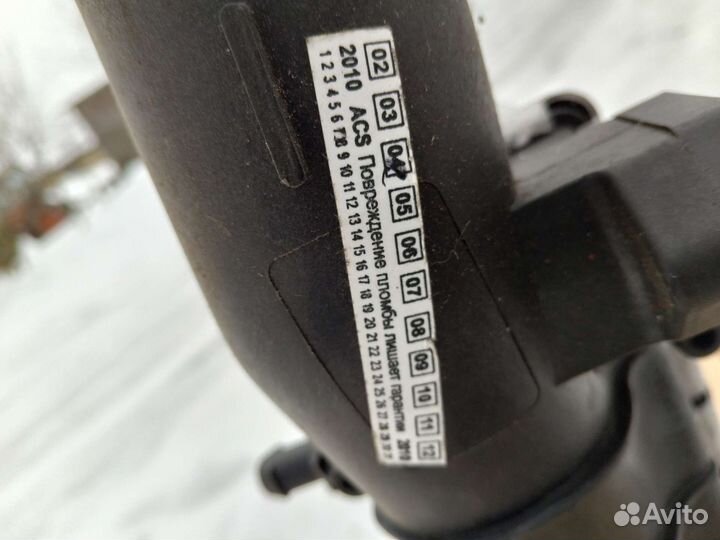 02 03 04 05 06 07 08 09 10 11 12
2010 ACS Повреждение пломбы лишает гарантии 2010
1 2 3 4 5 6 7 8 9 10 11 12 13 14 15 16 17 18 19 20 21 22 23 24 25 26 27 28 29 30 31
Avito